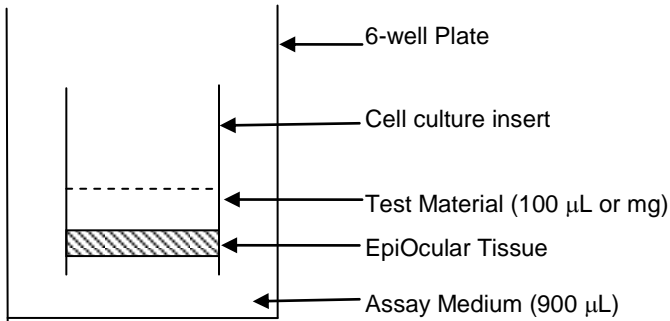 6-well Plate
Cell culture insert
Test Material (100 μL or mg)
EpiOcular Tissue
Assay Medium (900 μL)